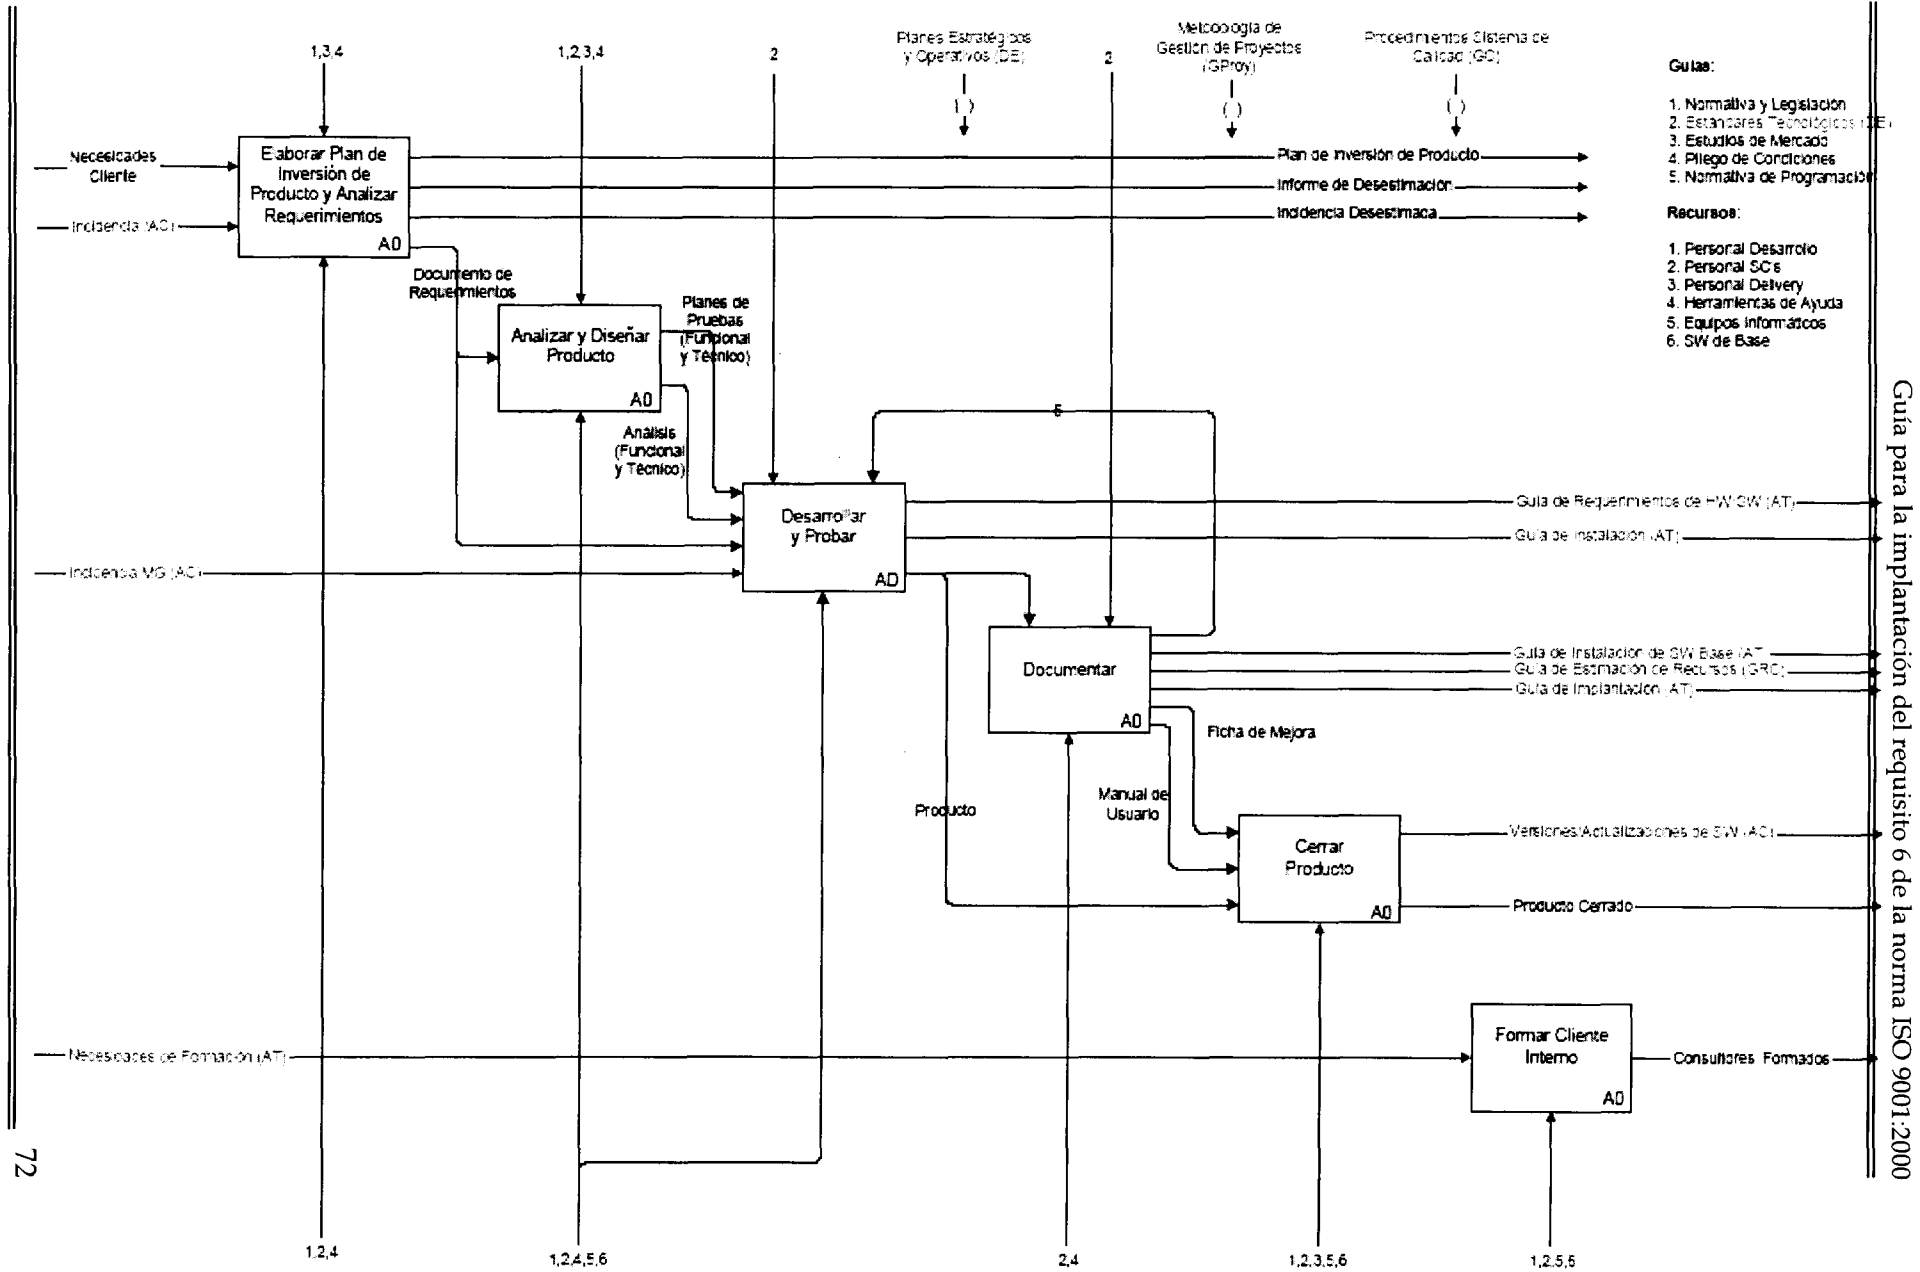 1,3,4
1,2,3,4
2
Planes Estratégicos
y Operativos (DE)
( )
2
Metodología de
Gestión de Proyectos
(GProy)
( )
Procedimientos Sistema de
Calidad (GC)
( )
Guías:
1. Normativa y Legislación
2. Estándares Tecnológicos (DE)
3. Estudios de Mercado
4. Pliego de Condiciones
5. Normativa de Programación
Recursos:
1. Personal Desarrollo
2. Personal SC's
3. Personal Delivery
4. Herramientas de Ayuda
5. Equipos Informáticos
6. SW de Base
Necesidades
Cliente
Incidencia (AC)
Elaborar Plan de
Inversión de
Producto y Analizar
Requerimientos
A0
Plan de Inversión de Producto
Informe de Desestimación
Incidencia Desestimada
Documento de
Requerimientos
Analizar y Diseñar
Producto
A0
Planes de
Pruebas
(Funcional
y Técnico)
Análisis
(Funcional
y Técnico)
5
Desarrollar
y Probar
A0
Incidencia MG (AC)
Guía de Requerimientos de HW/SW (AT)
Guía de Instalación (AT)
Documentar
A0
Guía de Instalación de SW Base (AT
Guía de Estimación de Recursos (GRC)
Guía de Implantación (AT)
Ficha de Mejora
Manual de
Usuario
Producto
Cerrar
Producto
A0
Versiones/Actualizaciones de SW (AC)
Producto Cerrado
Necesidades de Formación (AT)
Formar Cliente
Interno
A0
Consultores Formados
1,2,4
1,2,4,5,6
2,4
1,2,3,5,6
1,2,5,6
Guía para la implantación del requisito 6 de la norma ISO 9001:2000
72